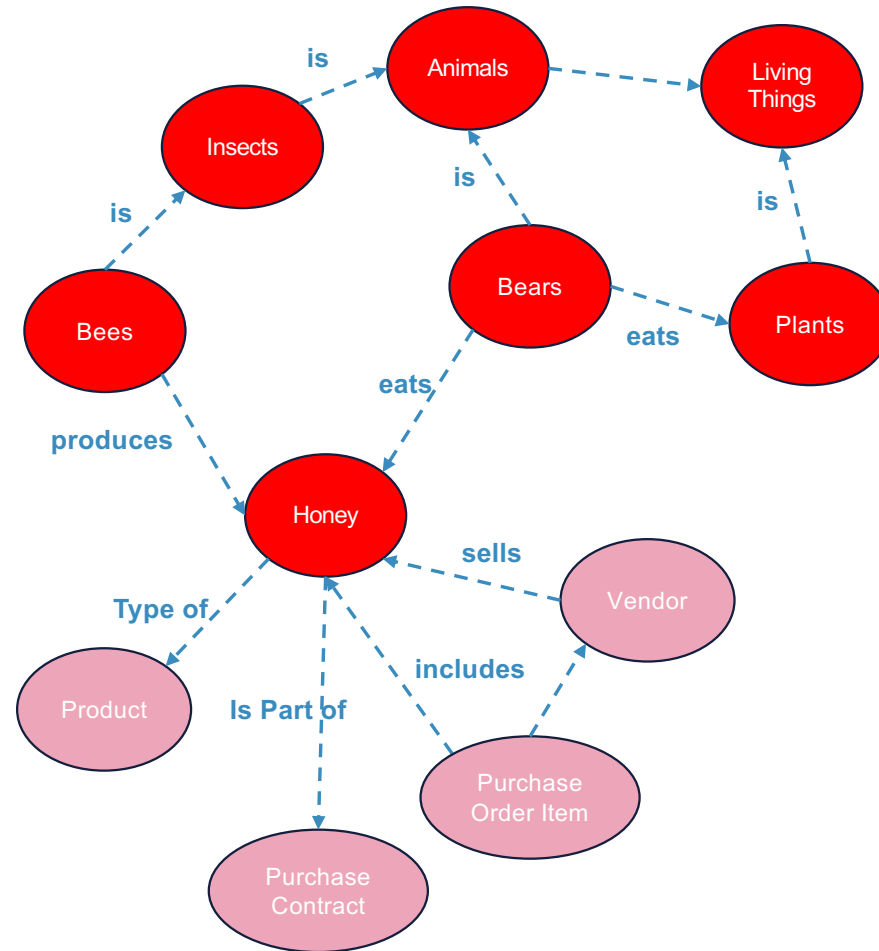 is
Animals
Living
Things
Insects
is
is
is
Bees
Bears
Plants
eats
eats
produces
Honey
sells
Type of
Vendor
includes
Is Part of
Product
Purchase
Order Item
Purchase
Contract